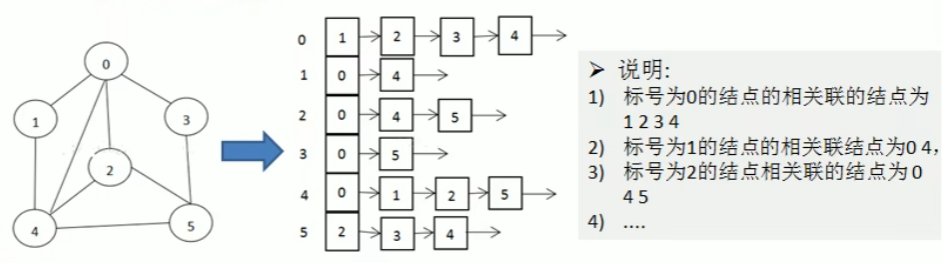 0
1
3
2
4
5
0 1 2 3 4
1 0 4
2 0 4 5
3 0 5
4 0 1 2 5
5 2 3 4
➢ 说明:
1) 标号为0的结点的相关联的结点为
1 2 3 4
2) 标号为1的结点的相关联结点为0 4,
3) 标号为2的结点相关联的结点为 0
4 5
4) ....